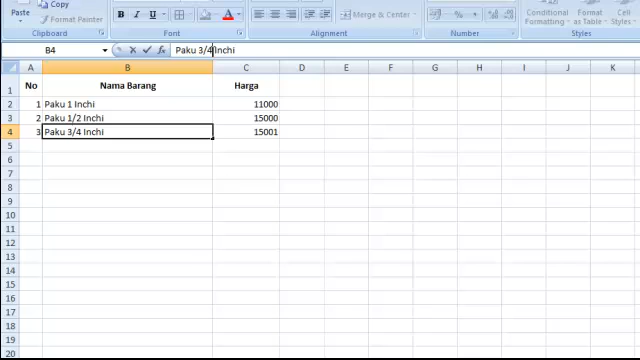 Paste
Copy
Format Painter
B I U
A
Merge & Center
Conditional Formatting
Format as Table
Cell Styles
Clipboard
Font
Alignment
Number
Styles
B4
fx
Paku 3/4 Inchi
A B C D E F G H I J K
1 No Nama Barang Harga
2 1 Paku 1 Inchi 11000
3 2 Paku 1/2 Inchi 15000
4 3 Paku 3/4 Inchi 15001
5
6
7
8
9
10
11
12
13
14
15
16
17
18
19
20